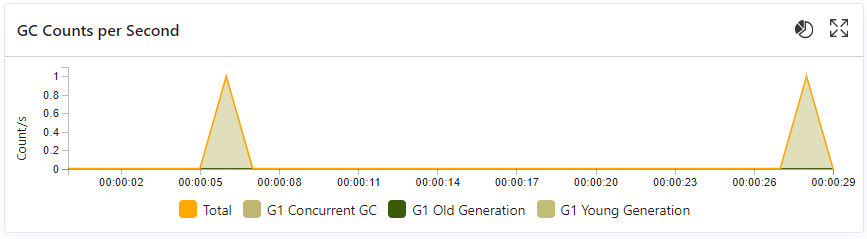 GC Counts per Second
Count/s
1
0.8
0.6
0.4
0.2
0
00:00:02 00:00:05 00:00:08 00:00:11 00:00:14 00:00:17 00:00:20 00:00:23 00:00:26 00:00:29
Total G1 Concurrent GC G1 Old Generation G1 Young Generation